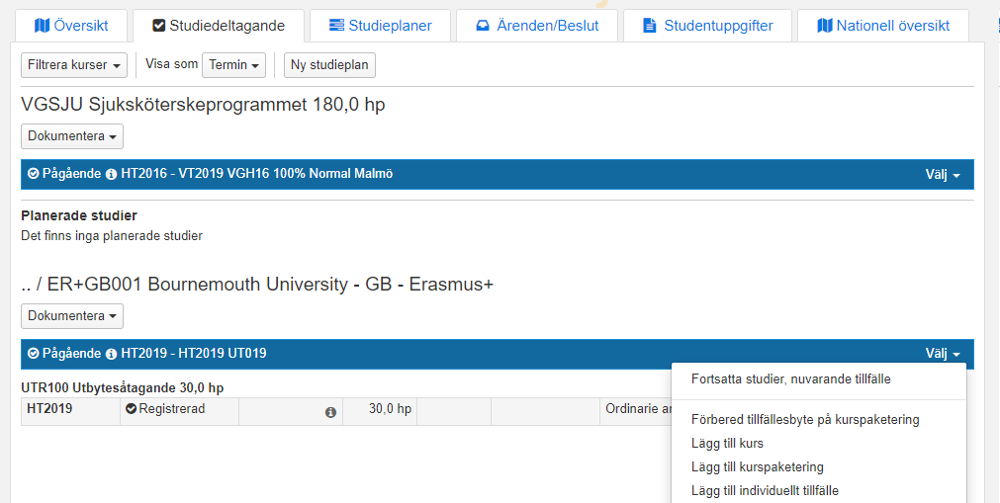 Översikt Studiedeltagande Studieplaner Ärenden/Beslut Studentuppgifter Nationell översikt
Filtrera kurser Visa som Termin Ny studieplan
VGSJU Sjuksköterskeprogrammet 180,0 hp
Dokumentera
Pågående HT2016 - VT2019 VGH16 100% Normal Malmö Välj
Planerade studier
Det finns inga planerade studier
.. / ER+GB001 Bournemouth University - GB - Erasmus+
Dokumentera
Pågående HT2019 - HT2019 UT019 Välj
Fortsatta studier, nuvarande tillfälle
UTR100 Utbytesåtagande 30,0 hp
HT2019 Registrerad 30,0 hp Ordinarie
Förbered tillfällesbyte på kurspaketering
Lägg till kurs
Lägg till kurspaketering
Lägg till individuellt tillfälle